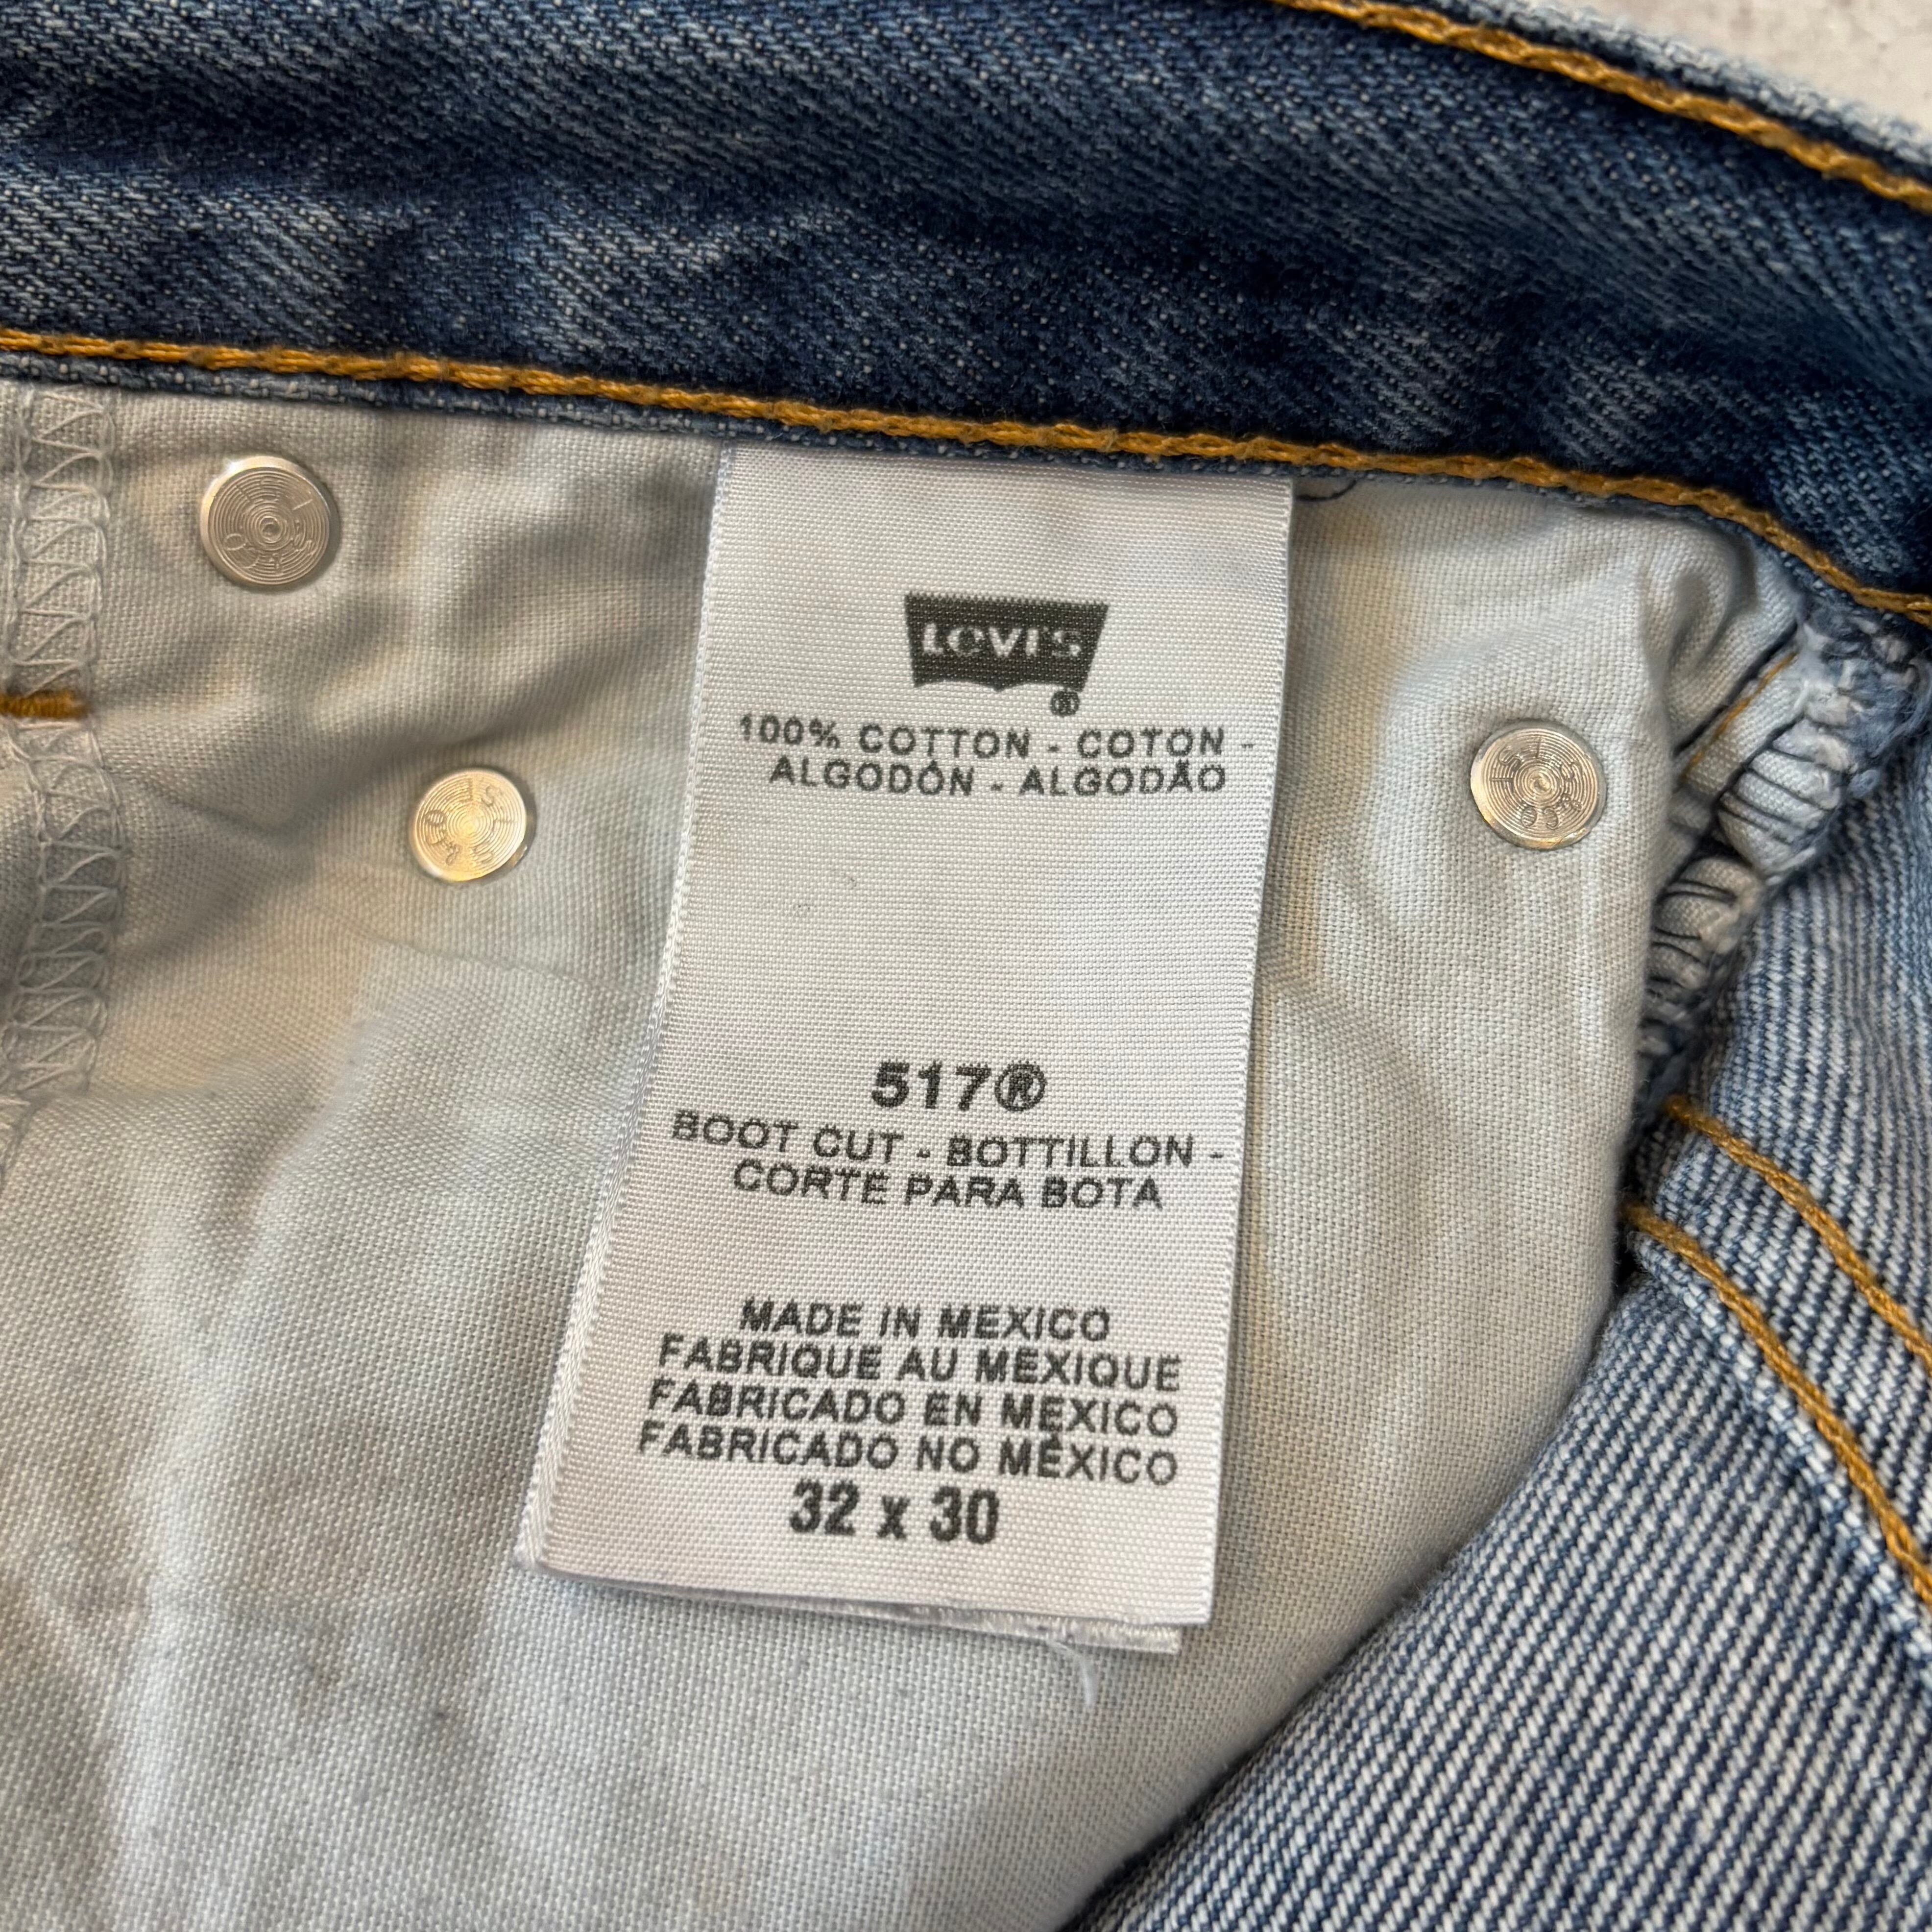 LEVI'S
®
100% COTTON - COTON -
ALGODÓN - ALGODÃO
517®
BOOT CUT - BOTTILLON -
CORTE PARA BOTA
MADE IN MEXICO
FABRIQUE AU MEXIQUE
FABRICADO EN MÉXICO
FABRICADO NO MÉXICO
32 x 30